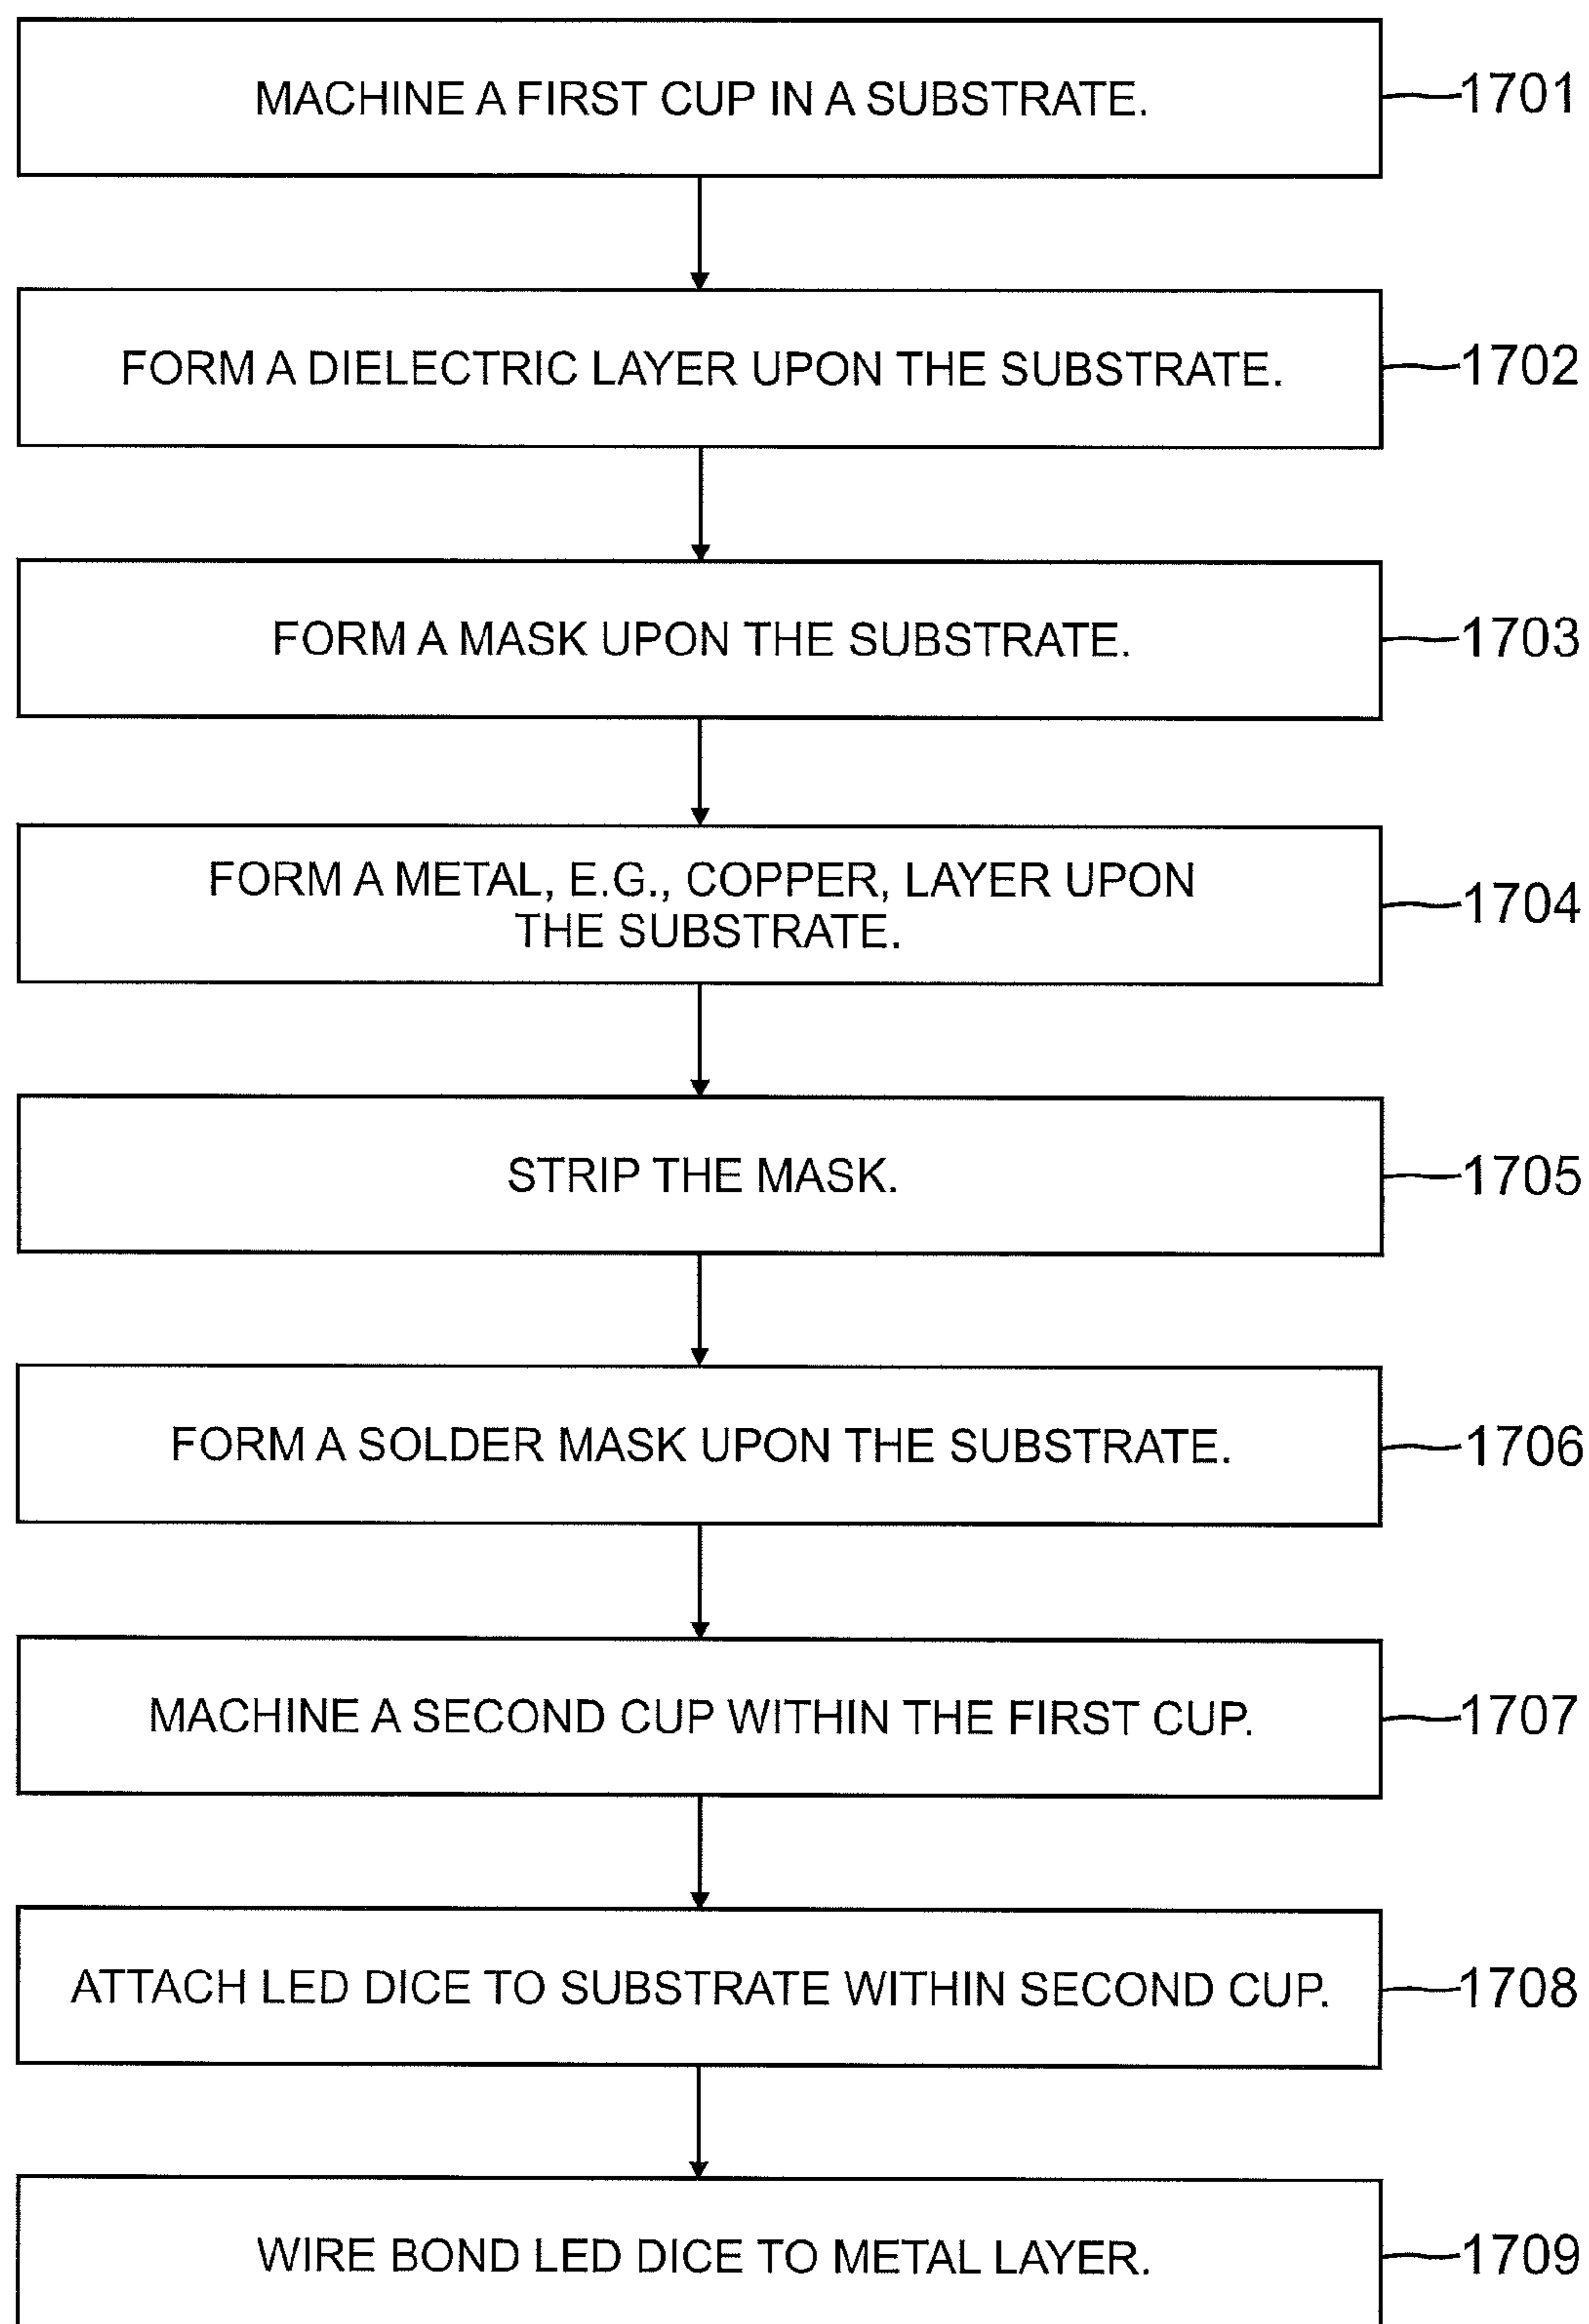 MACHINE A FIRST CUP IN A SUBSTRATE.
1701
FORM A DIELECTRIC LAYER UPON THE SUBSTRATE.
1702
FORM A MASK UPON THE SUBSTRATE.
1703
FORM A METAL, E.G., COPPER, LAYER UPON
THE SUBSTRATE.
1704
STRIP THE MASK.
1705
FORM A SOLDER MASK UPON THE SUBSTRATE.
1706
MACHINE A SECOND CUP WITHIN THE FIRST CUP.
1707
ATTACH LED DICE TO SUBSTRATE WITHIN SECOND CUP.
1708
WIRE BOND LED DICE TO METAL LAYER.
1709